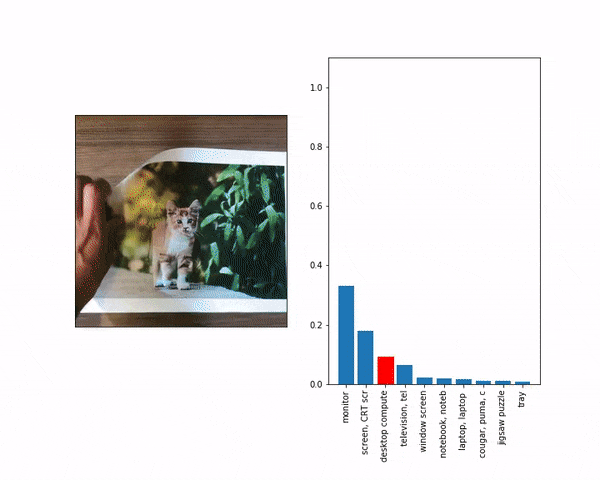 1.0
0.8
0.6
0.4
0.2
0.0
monitor
screen, CRT scr
desktop compute
television, tel
window screen
notebook, noteb
laptop, laptop
cougar, puma, c
jigsaw puzzle
tray